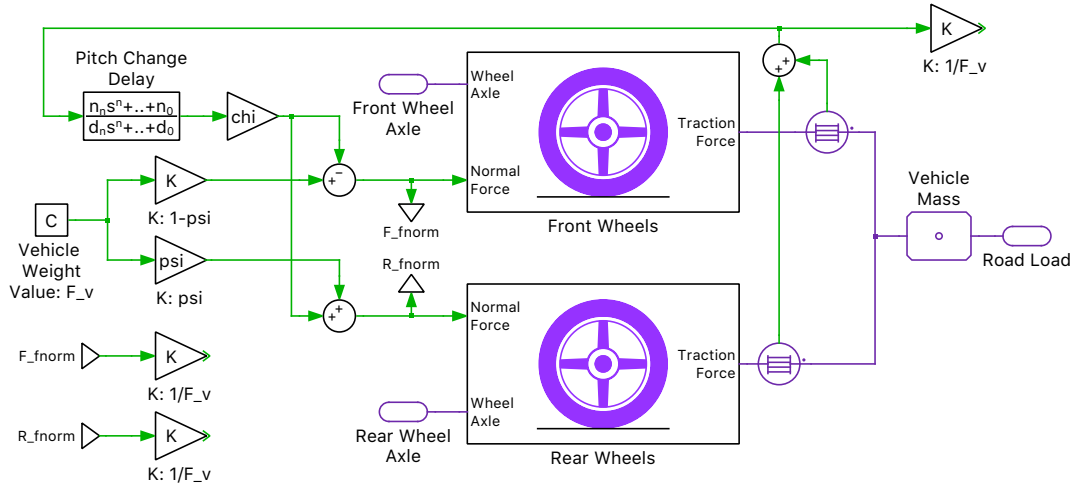 K
K: 1/F_v
Pitch Change
Delay
nₙsⁿ+..+n₀
dₙsⁿ+..+d₀
chi
Wheel
Axle
Front Wheel
Axle
Traction
Force
Normal
Force
Front Wheels
+
+
K
K: 1-psi
+
-
F_fnorm
C
Vehicle
Weight
Value: F_v
psi
K: psi
R_fnorm
+
+
Vehicle
Mass
Road Load
Normal
Force
Traction
Force
Wheel
Axle
Rear Wheel
Axle
Rear Wheels
F_fnorm
K
K: 1/F_v
R_fnorm
K
K: 1/F_v